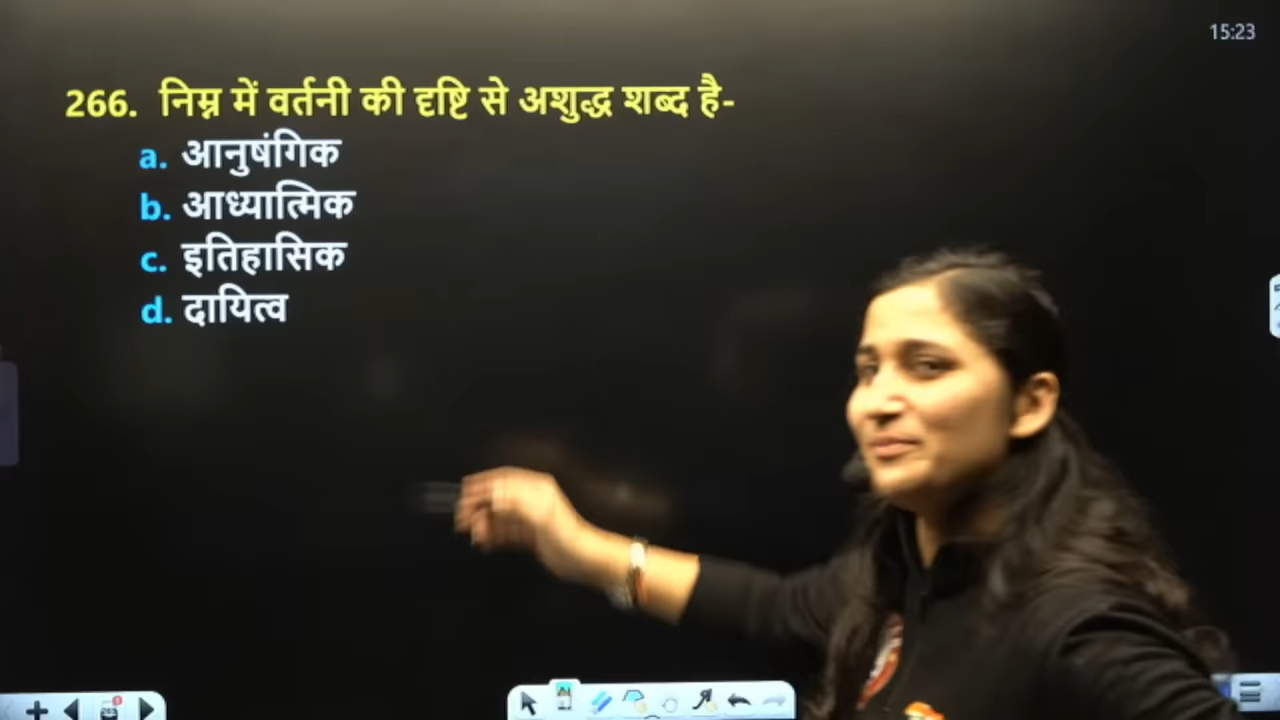 15:23
266. निम्न में वर्तनी की दृष्टि से अशुद्ध शब्द है-
a. आनुषंगिक
b. आध्यात्मिक
c. इतिहासिक
d. दायित्व